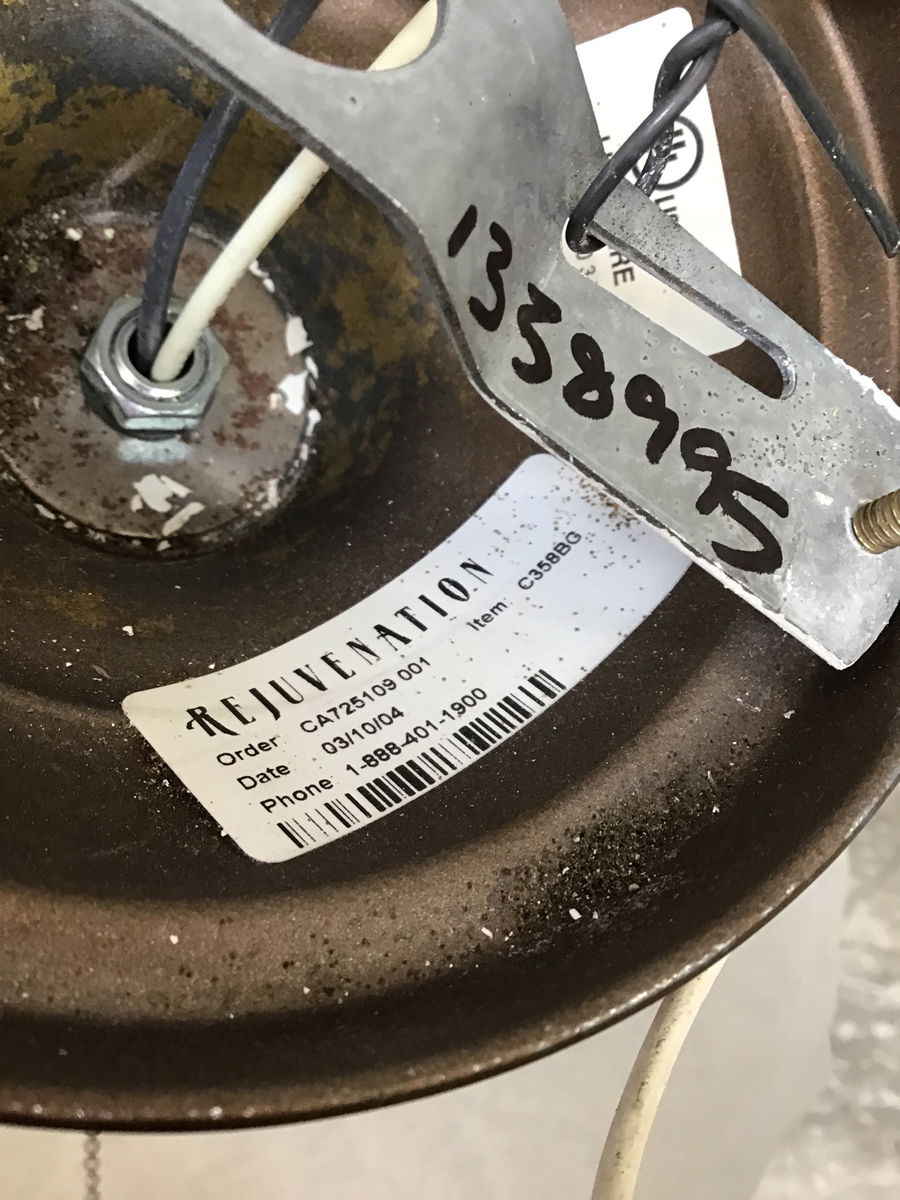 1338995
REJUVENATION
Order CA725109 001 Item C358BG
Date 03/10/04
Phone 1-888-401-1900